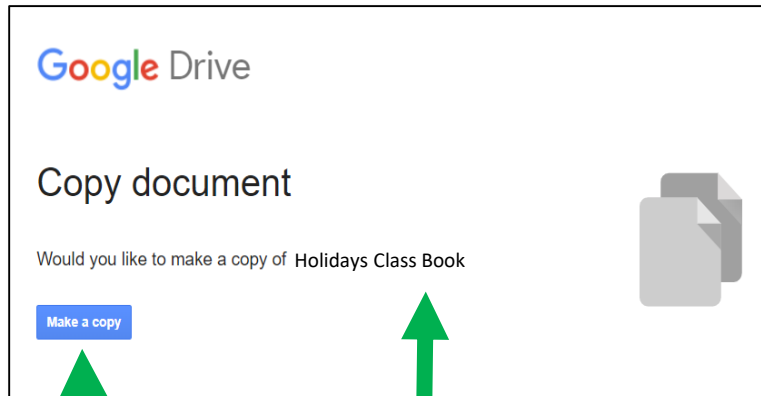 Google Drive
Copy document
Would you like to make a copy of Holidays Class Book
Make a copy